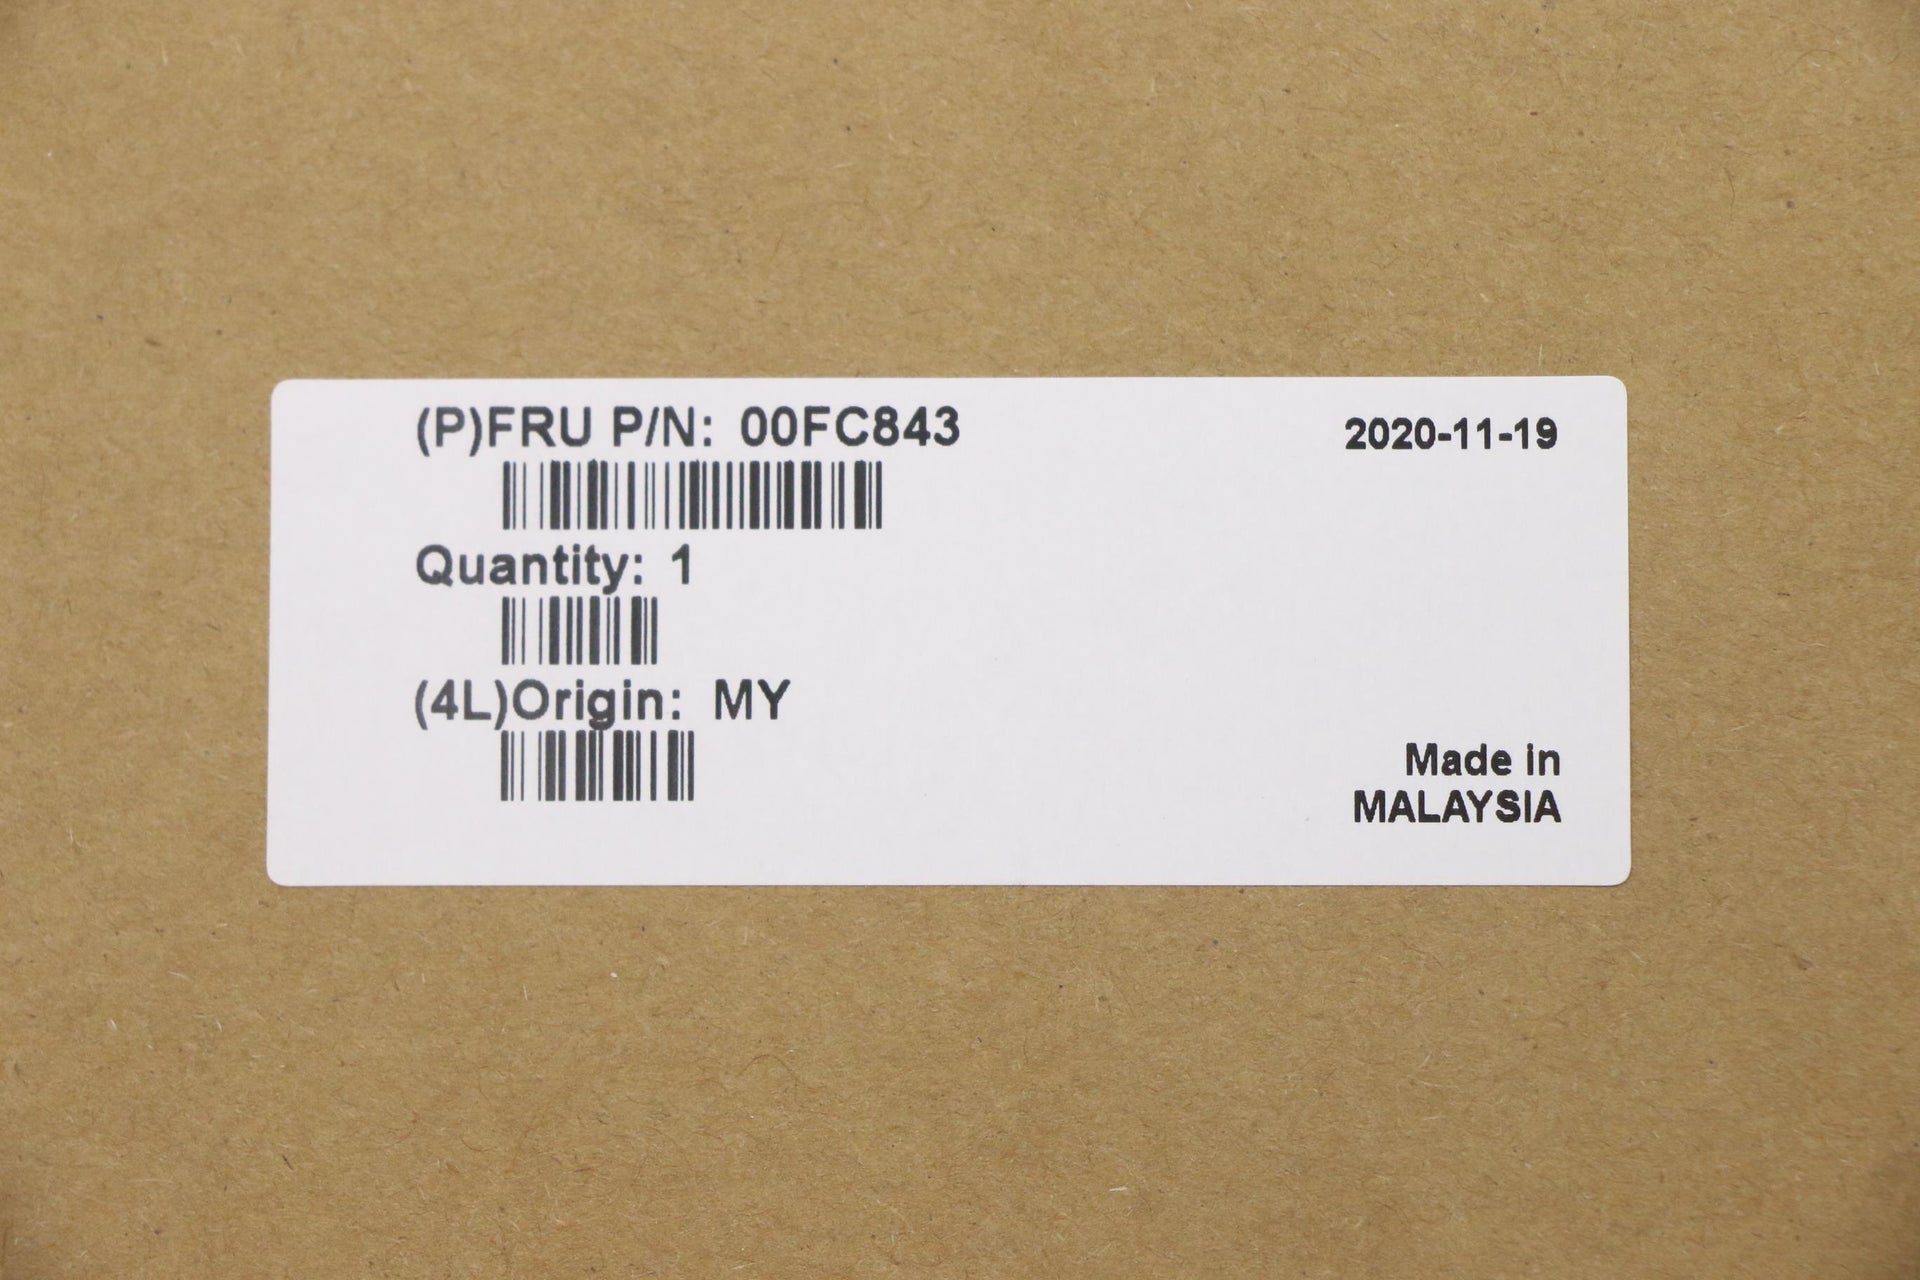 (P)FRU P/N: 00FC843
2020-11-19
Quantity: 1
(4L)Origin: MY
Made in
MALAYSIA